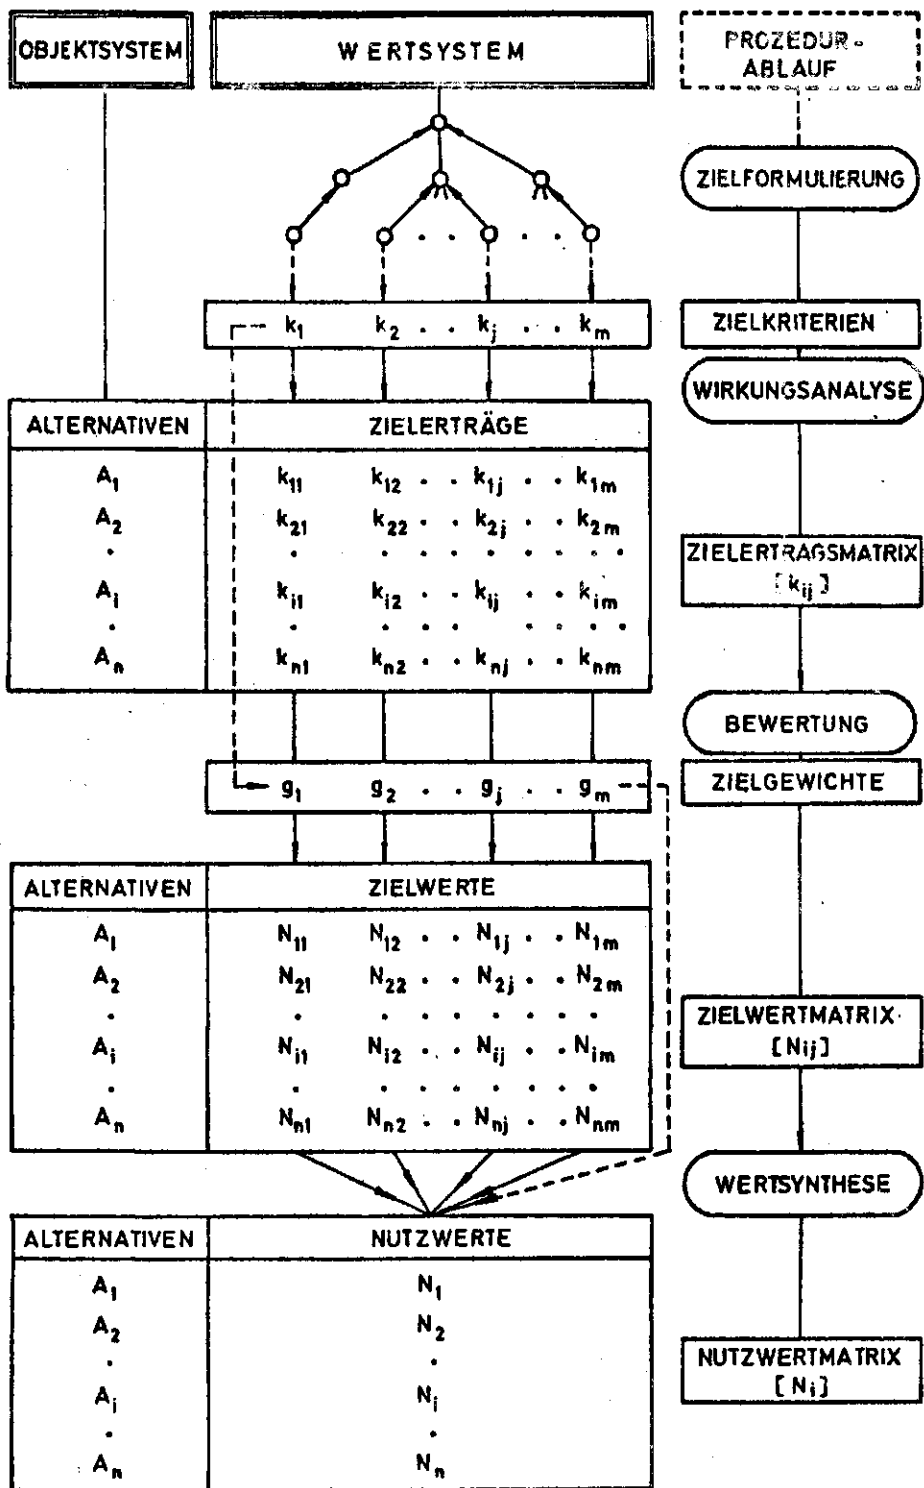 OBJEKTSYSTEM
WERTSYSTEM
PROZEDUR-
ABLAUF
ZIELFORMULIERUNG
k₁ k₂ . . kⱼ . . kₘ
ZIELKRITERIEN
WIRKUNGSANALYSE
ALTERNATIVEN ZIELERTRÄGE
A₁ k₁₁ k₁₂ . . k₁ⱼ . . k₁ₘ
A₂ k₂₁ k₂₂ . . k₂ⱼ . . k₂ₘ
. . . . . . . . . .
Aᵢ kᵢ₁ kᵢ₂ . . kᵢⱼ . . kᵢₘ
. . . . . . . .
Aₙ kₙ₁ kₙ₂ . . kₙⱼ . . kₙₘ
ZIELERTRAGSMATRIX
[kᵢⱼ]
BEWERTUNG
g₁ g₂ . . gⱼ . . gₘ
ZIELGEWICHTE
ALTERNATIVEN ZIELWERTE
A₁ N₁₁ N₁₂ . . N₁ⱼ . . N₁ₘ
A₂ N₂₁ N₂₂ . . N₂ⱼ . . N₂ₘ
. . . . . . . . .
Aᵢ Nᵢ₁ Nᵢ₂ . . Nᵢⱼ . . Nᵢₘ
. . . . . . . . .
Aₙ Nₙ₁ Nₙ₂ . . Nₙⱼ . . Nₙₘ
ZIELWERTMATRIX
[Nᵢⱼ]
WERTSYNTHESE
ALTERNATIVEN NUTZWERTE
A₁ N₁
A₂ N₂
. .
Aᵢ Nᵢ
. .
Aₙ Nₙ
NUTZWERTMATRIX
[Nᵢ]